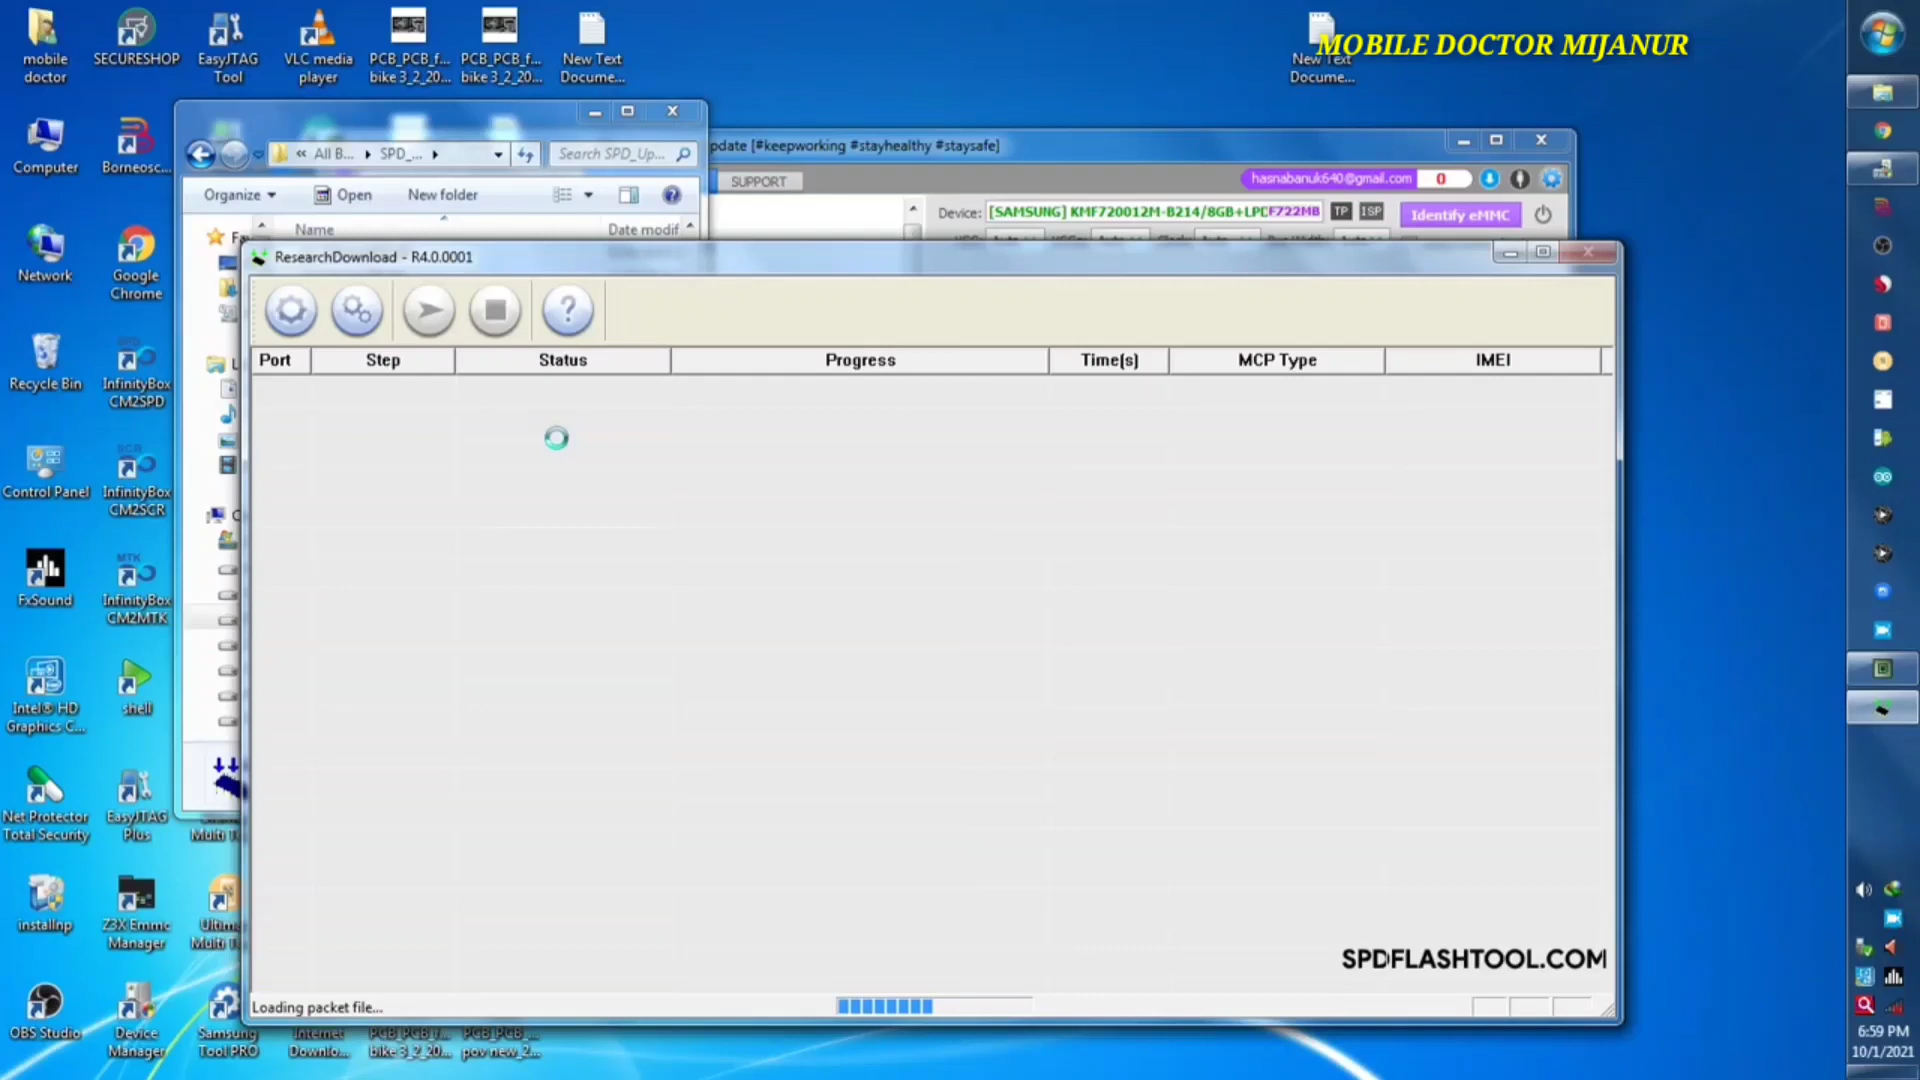 mobile doctor
SECURESHOP
EasyJTAG Tool
VLC media player
PCB_PCB_f... bike 3_2_20...
PCB_PCB_f... bike 3_2_20...
New Text Docume...
New Text Docume...
MOBILE DOCTOR MIJANUR
Computer
Borneosc...
Network
Google Chrome
Recycle Bin
InfinityBox CM2SPD
Control Panel
InfinityBox CM2SCR
FxSound
InfinityBox CM2MTK
Intel® HD Graphics C...
shell
Net Protector Total Security
EasyJTAG Plus
Multi T
installnp
Z3X Emmc Manager
Ultim
Multi T
OBS Studio
Device Manager
Samsung Tool PRO
Internet Downlo...
PCB_PCB_f... bike 3_2_20...
PCB_PCB_... pov new_2...
« All B... ▸ SPD_... ▸
Search SPD_Up...
Organize
Open
New folder
Name
Date modif
pdate [#keepworking #stayhealthy #staysafe]
SUPPORT
hasnabanuk640@gmail.com
0
Device:
[SAMSUNG] KMF720012M-B214/8GB+LPDF722MB
TP
ISP
Identify eMMC
ResearchDownload - R4.0.0001
Port
Step
Status
Progress
Time(s)
MCP Type
IMEI
SPDFLASHTOOL.COM
Loading packet file...
6:59 PM
10/1/2021